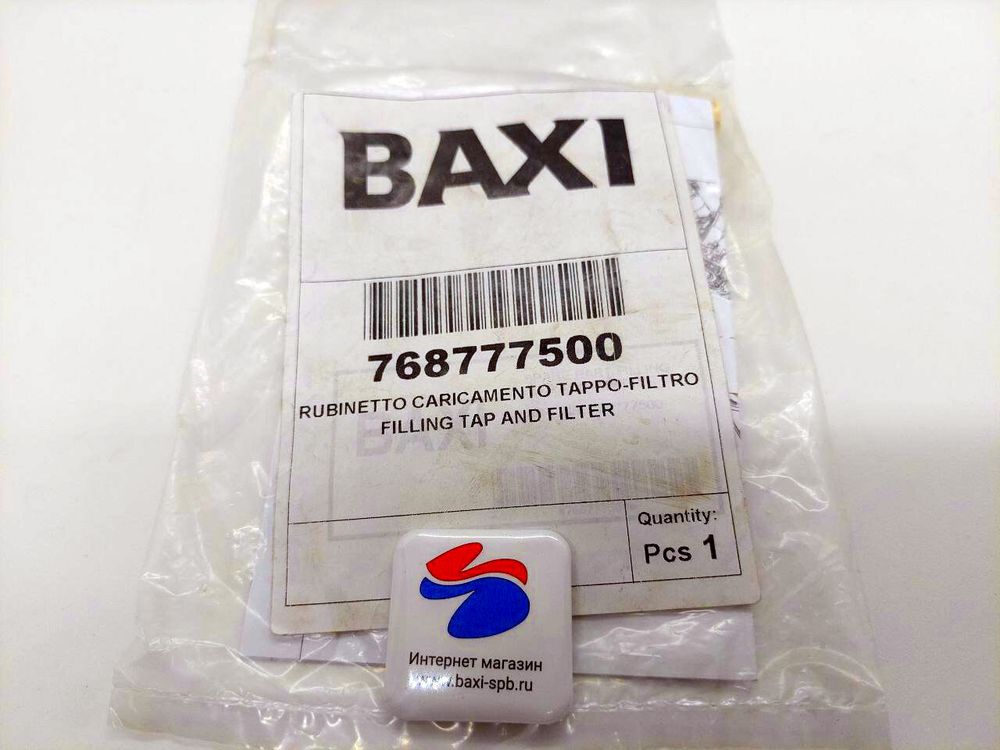 BAXI
768777500
RUBINETTO CARICAMENTO TAPPO-FILTRO
FILLING TAP AND FILTER
Quantity:
Pcs 1
Интернет магазин
www.baxi-spb.ru